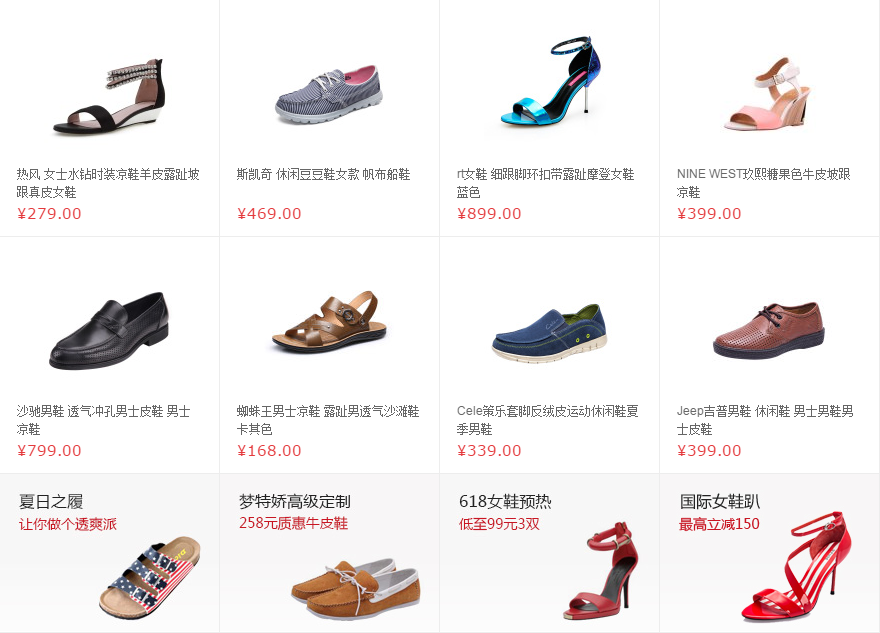 热风 女士水钻时装凉鞋羊皮露趾坡
跟真皮女鞋
¥279.00
斯凯奇 休闲豆豆鞋女款 帆布船鞋
¥469.00
rt女鞋 细跟脚环扣带露趾摩登女鞋
蓝色
¥899.00
NINE WEST玖熙糖果色牛皮坡跟
凉鞋
¥399.00
沙驰男鞋 透气冲孔男士皮鞋 男士
凉鞋
¥799.00
蜘蛛王男士凉鞋 露趾男透气沙滩鞋
卡其色
¥168.00
Cele策乐套脚反绒皮运动休闲鞋夏
季男鞋
¥339.00
Jeep吉普男鞋 休闲鞋 男士男鞋男
士皮鞋
¥399.00
夏日之履
让你做个透爽派
梦特娇高级定制
258元质惠牛皮鞋
618女鞋预热
低至99元3双
国际女鞋趴
最高立减150